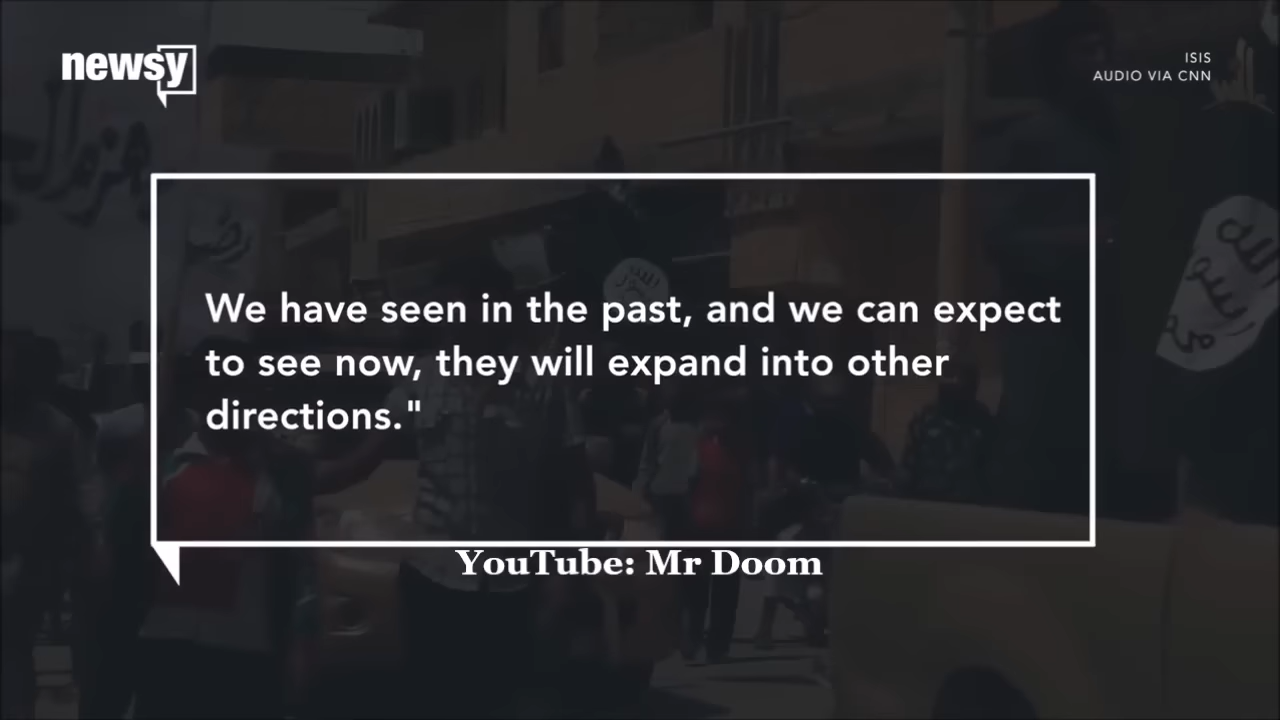 newsy
ISIS
AUDIO VIA CNN
We have seen in the past, and we can expect
to see now, they will expand into other
directions."
YouTube: Mr Doom